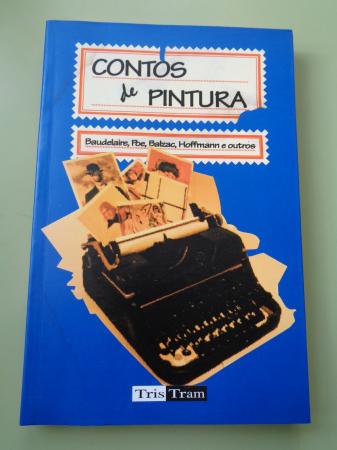 CONTOS
de PINTURA
Baudelaire, Poe, Balzac, Hoffmann e outros
Tris Tram